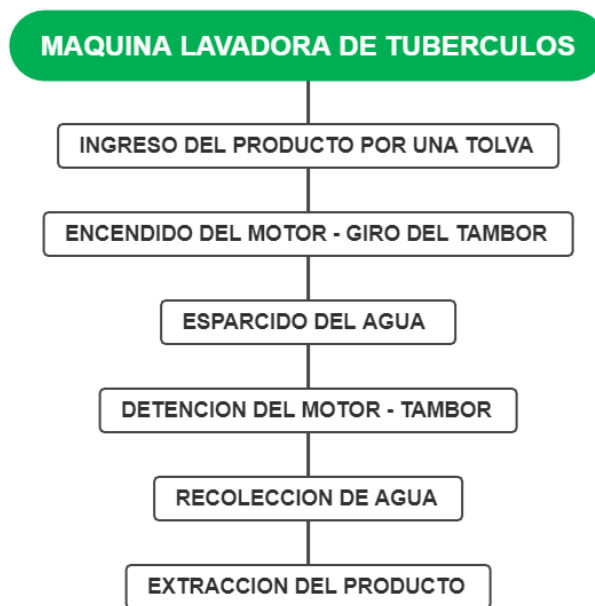 MAQUINA LAVADORA DE TUBERCULOS
INGRESO DEL PRODUCTO POR UNA TOLVA
ENCENDIDO DEL MOTOR - GIRO DEL TAMBOR
ESPARCIDO DEL AGUA
DETENCION DEL MOTOR - TAMBOR
RECOLECCION DE AGUA
EXTRACCION DEL PRODUCTO